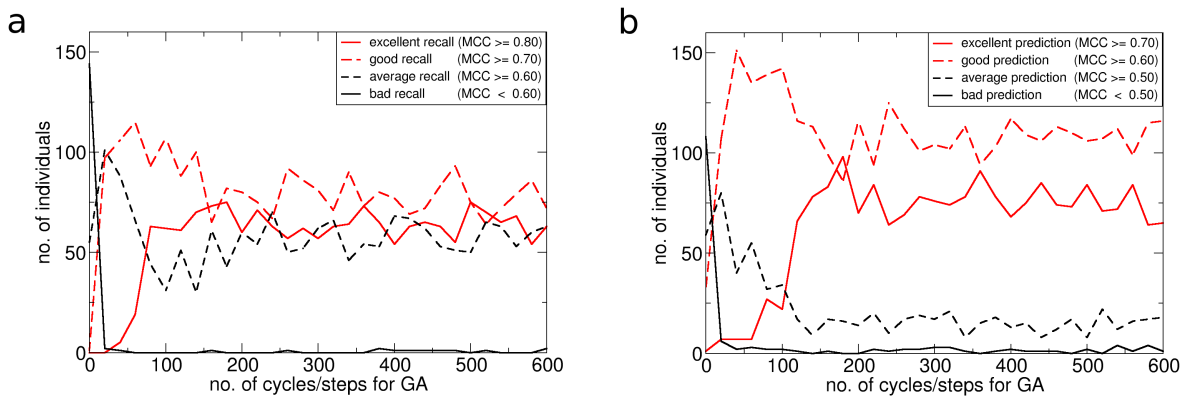 a
excellent recall (MCC >= 0.80)
good recall (MCC >= 0.70)
average recall (MCC >= 0.60)
bad recall (MCC < 0.60)
no. of individuals
150
100
50
0
0 100 200 300 400 500 600
no. of cycles/steps for GA
b
excellent prediction (MCC >= 0.70)
good prediction (MCC >= 0.60)
average prediction (MCC >= 0.50)
bad prediction (MCC < 0.50)
no. of individuals
150
100
50
0
0 100 200 300 400 500 600
no. of cycles/steps for GA